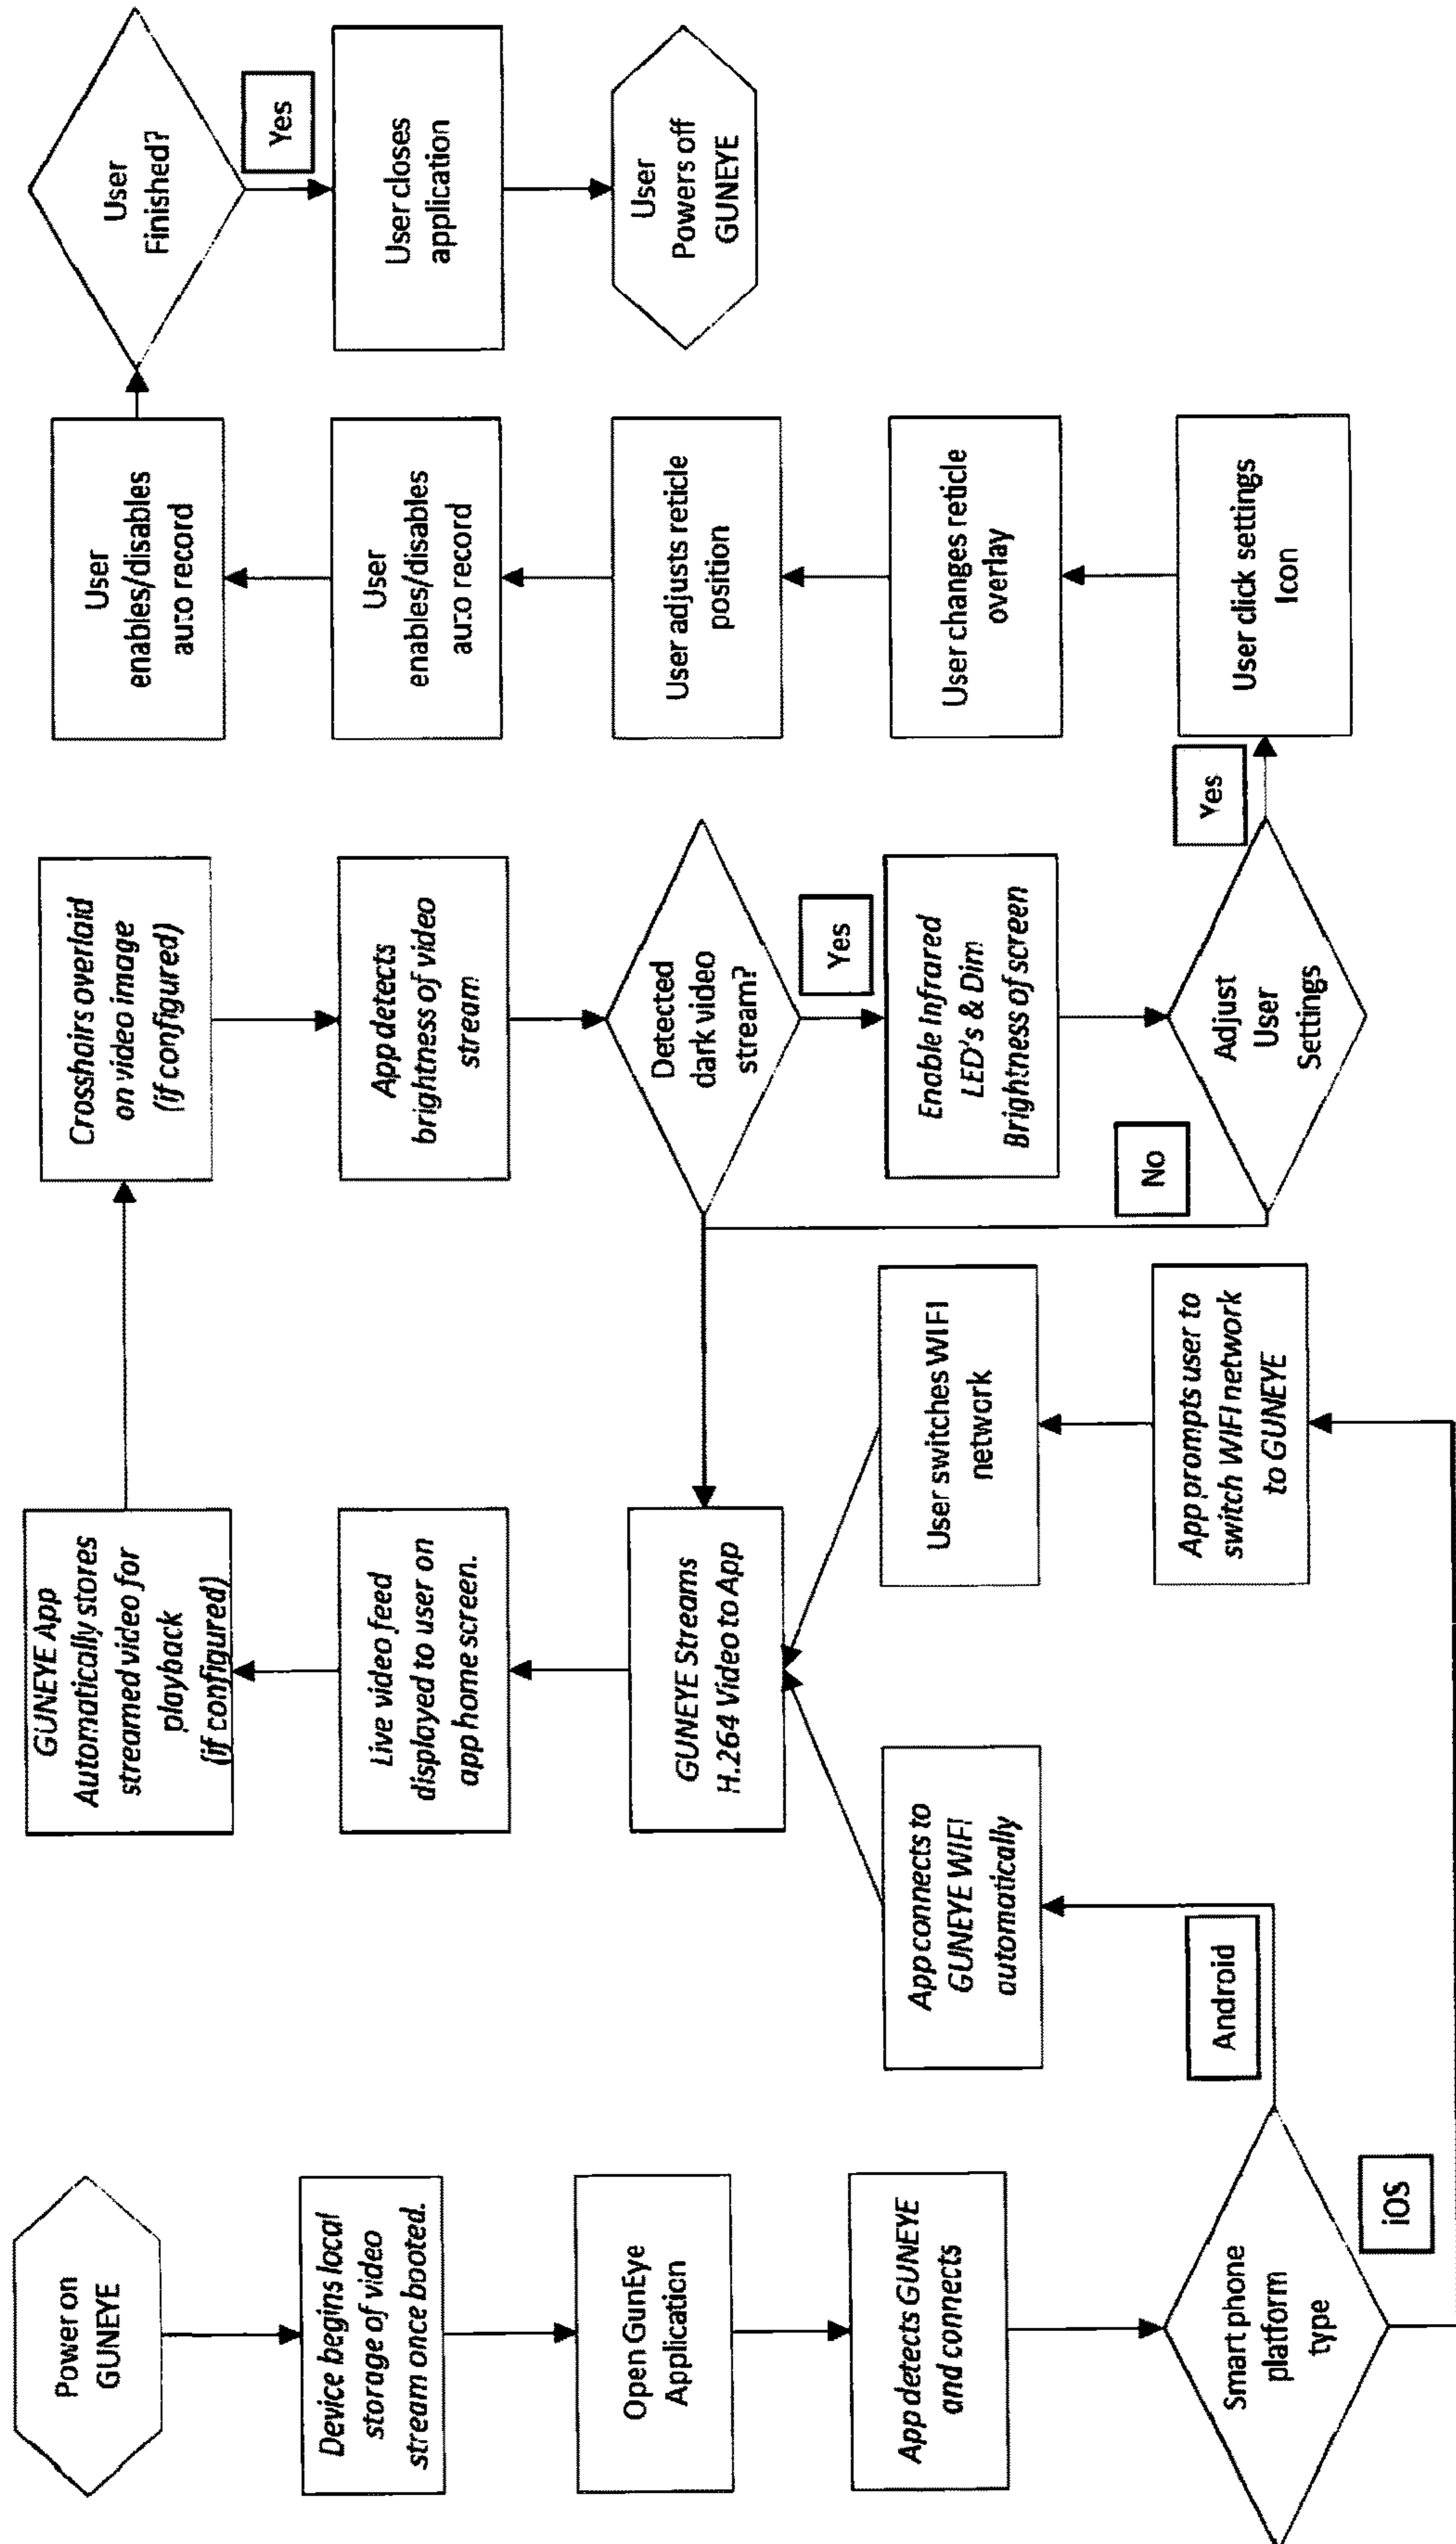 Power on
GUNEYE
Device begins local
storage of video
stream once booted.
Open GunEye
Application
App detects GUNEYE
and connects
Smart phone
platform
type
iOS
Android
App connects to
GUNEYE WIFI
automatically
App prompts user to
switch WIFI network
to GUNEYE
User switches WIFI
network
GUNEYE Streams
H.264 Video to App
Live video feed
displayed to user on
app home screen.
GUNEYE App
Automatically stores
streamed video for
playback
(if configured)
Crosshairs overlaid
on video image
(if configured)
App detects
brightness of video
stream
Detected
dark video
stream?
Yes
Enable Infrared
LED's & Dim
Brightness of screen
Adjust
User
Settings
No
Yes
User click settings
Icon
User changes reticle
overlay
User adjusts reticle
position
User
enables/disables
auto record
User
enables/disables
auto record
User
Finished?
Yes
User closes
application
User
Powers off
GUNEYE